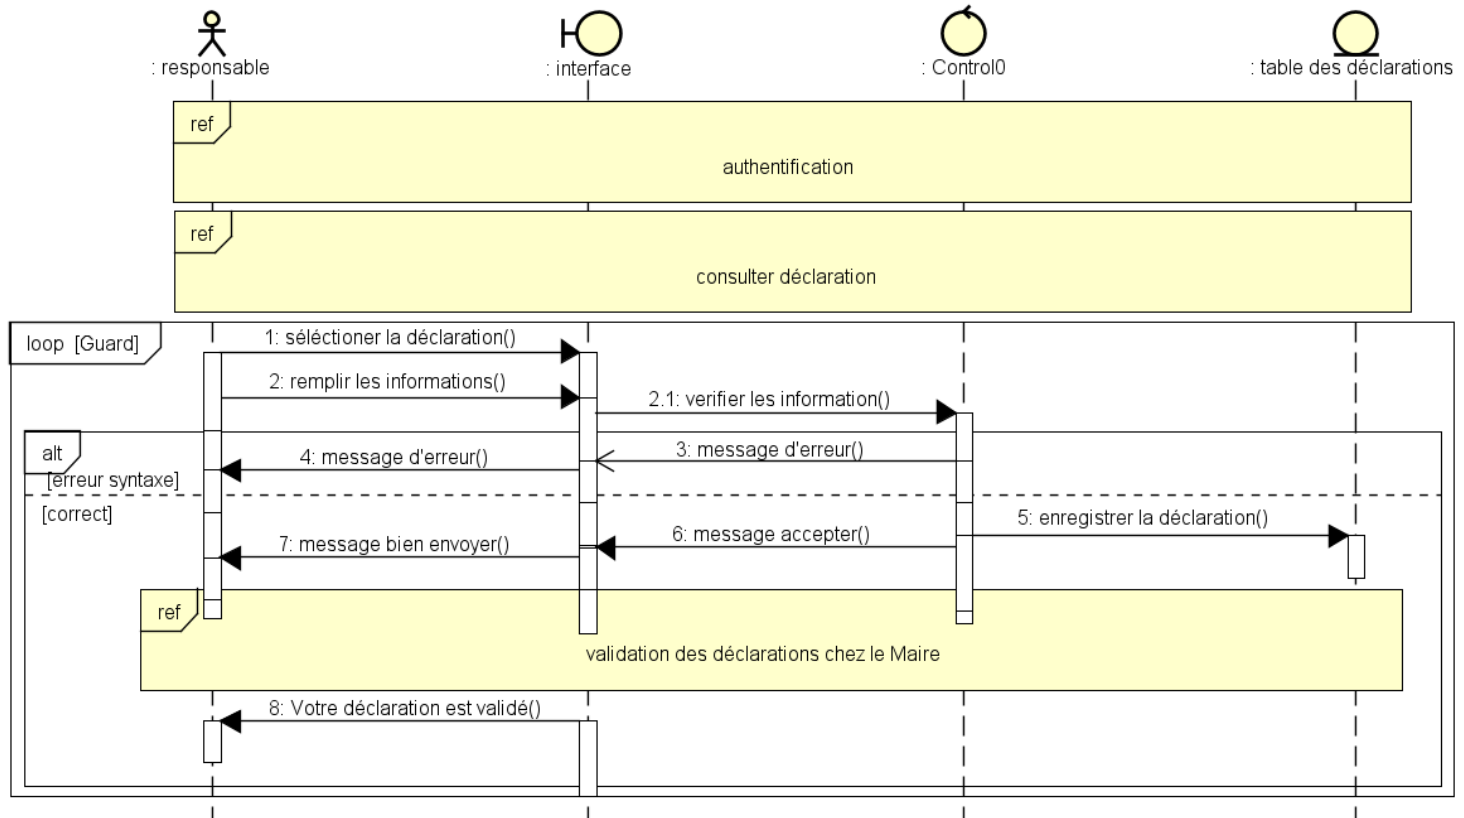 : responsable
: interface
: Control0
: table des déclarations
ref
authentification
ref
consulter déclaration
loop [Guard]
1: séléctioner la déclaration()
2: remplir les informations()
2.1: verifier les information()
alt
3: message d'erreur()
4: message d'erreur()
[erreur syntaxe]
[correct]
5: enregistrer la déclaration()
6: message accepter()
7: message bien envoyer()
ref
validation des déclarations chez le Maire
8: Votre déclaration est validé()